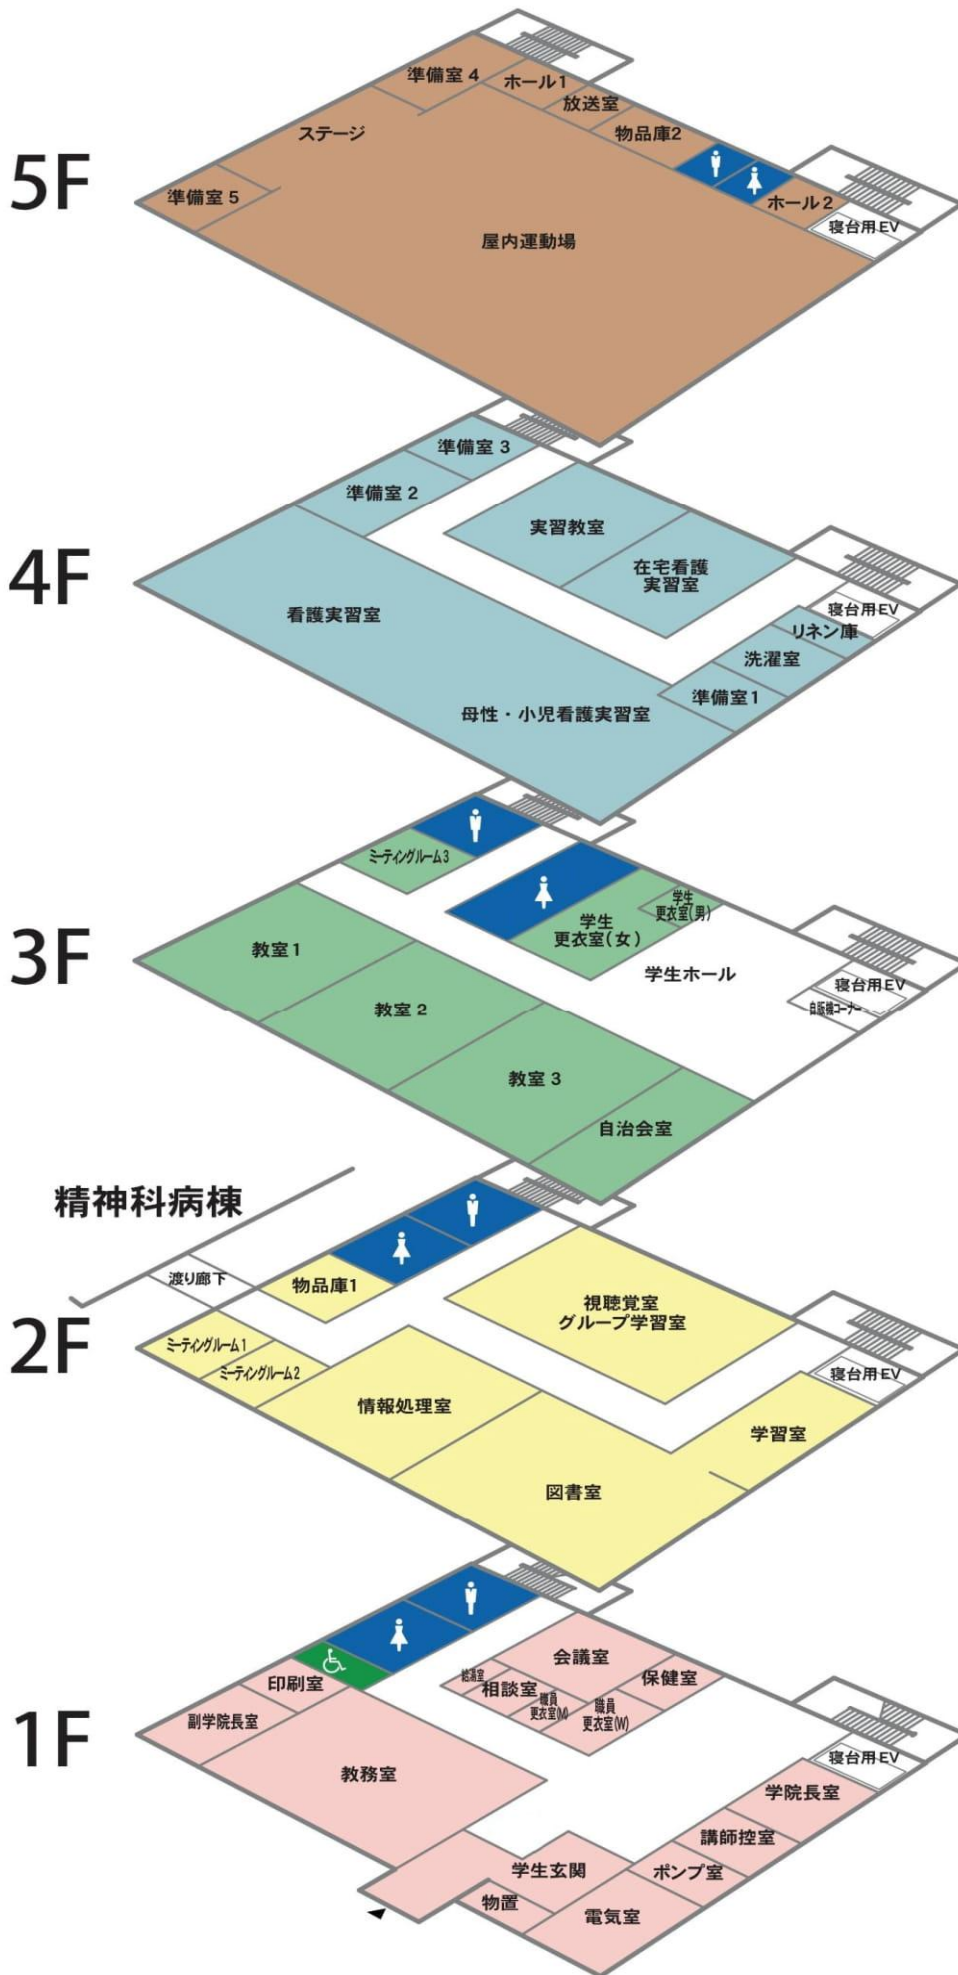 5F
準備室 4
ホール1
放送室
物品庫2
ステージ
準備室 5
ホール2
寝台用EV
屋内運動場
4F
準備室 3
準備室 2
実習教室
在宅看護
実習室
看護実習室
寝台用EV
リネン庫
洗濯室
準備室1
母性・小児看護実習室
3F
ミーティングルーム3
学生
更衣室(男)
学生
更衣室(女)
教室1
学生ホール
寝台用EV
自販機コーナー
教室 2
教室 3
自治会室
精神科病棟
渡り廊下
2F
物品庫1
視聴覚室
グループ学習室
ミーティングルーム1
ミーティングルーム2
寝台用EV
情報処理室
学習室
図書室
1F
会議室
給湯室
相談室
保健室
印刷室
職員
更衣室(M)
職員
更衣室(W)
副学院長室
教務室
寝台用EV
学院長室
講師控室
学生玄関
ポンプ室
物置
電気室